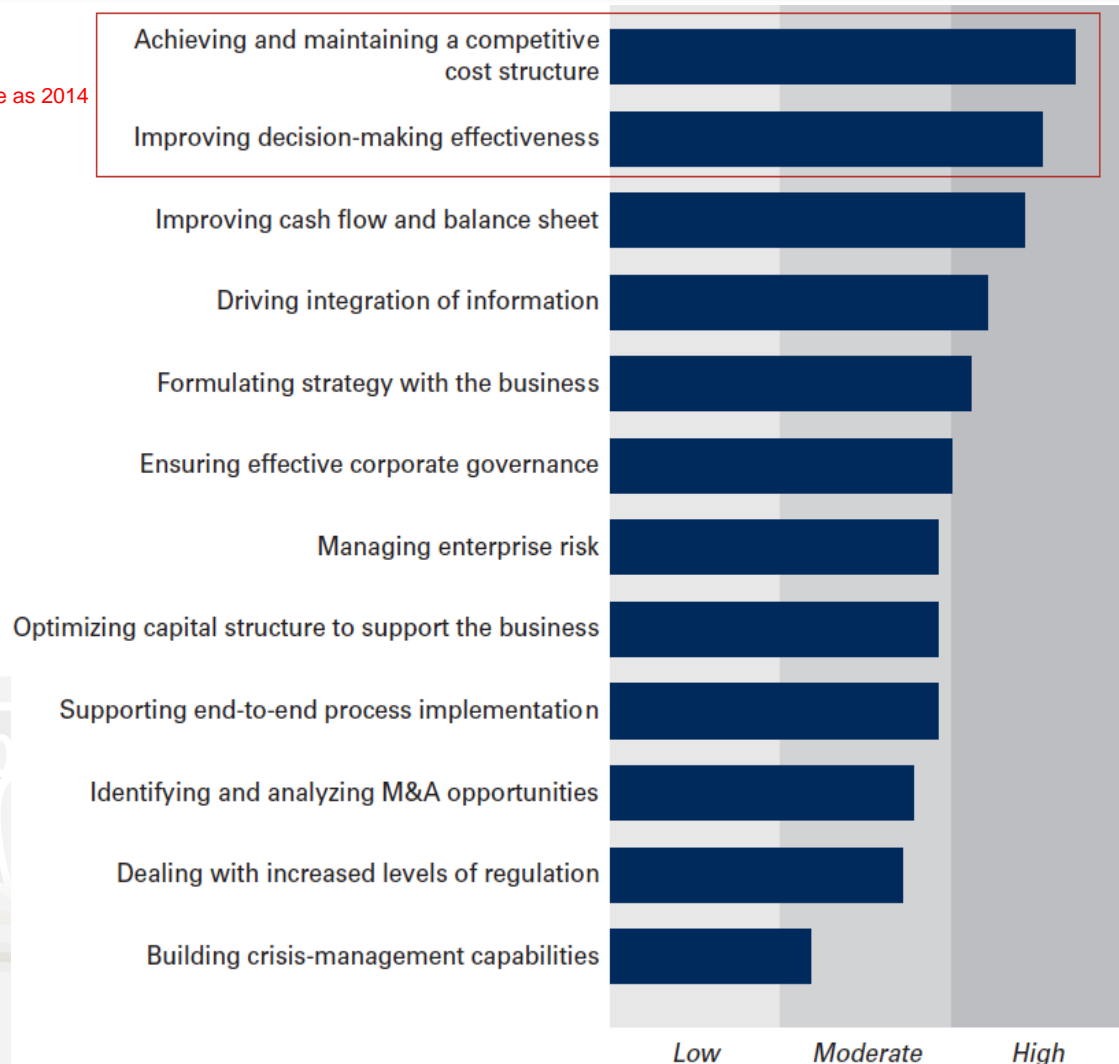 Achieving and maintaining a competitive
cost structure
as 2014
Improving decision-making effectiveness
Improving cash flow and balance sheet
Driving integration of information
Formulating strategy with the business
Ensuring effective corporate governance
Managing enterprise risk
Optimizing capital structure to support the business
Supporting end-to-end process implementation
Identifying and analyzing M&A opportunities
Dealing with increased levels of regulation
Building crisis-management capabilities
Low Moderate High